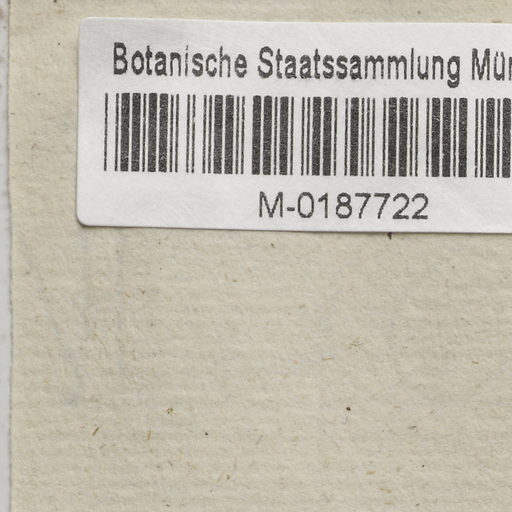 Botanische Staatssammlung Mün
M-0187722